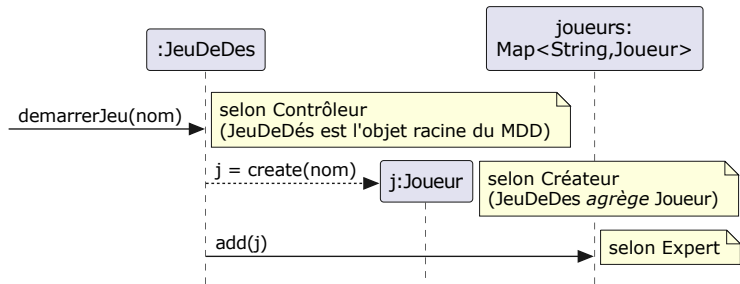 :JeuDeDes
joueurs:
Map<String,Joueur>
demarrerJeu(nom)
selon Contrôleur
(JeuDeDés est l'objet racine du MDD)
j = create(nom)
j:Joueur
selon Créateur
(JeuDeDes agrège Joueur)
add(j)
selon Expert